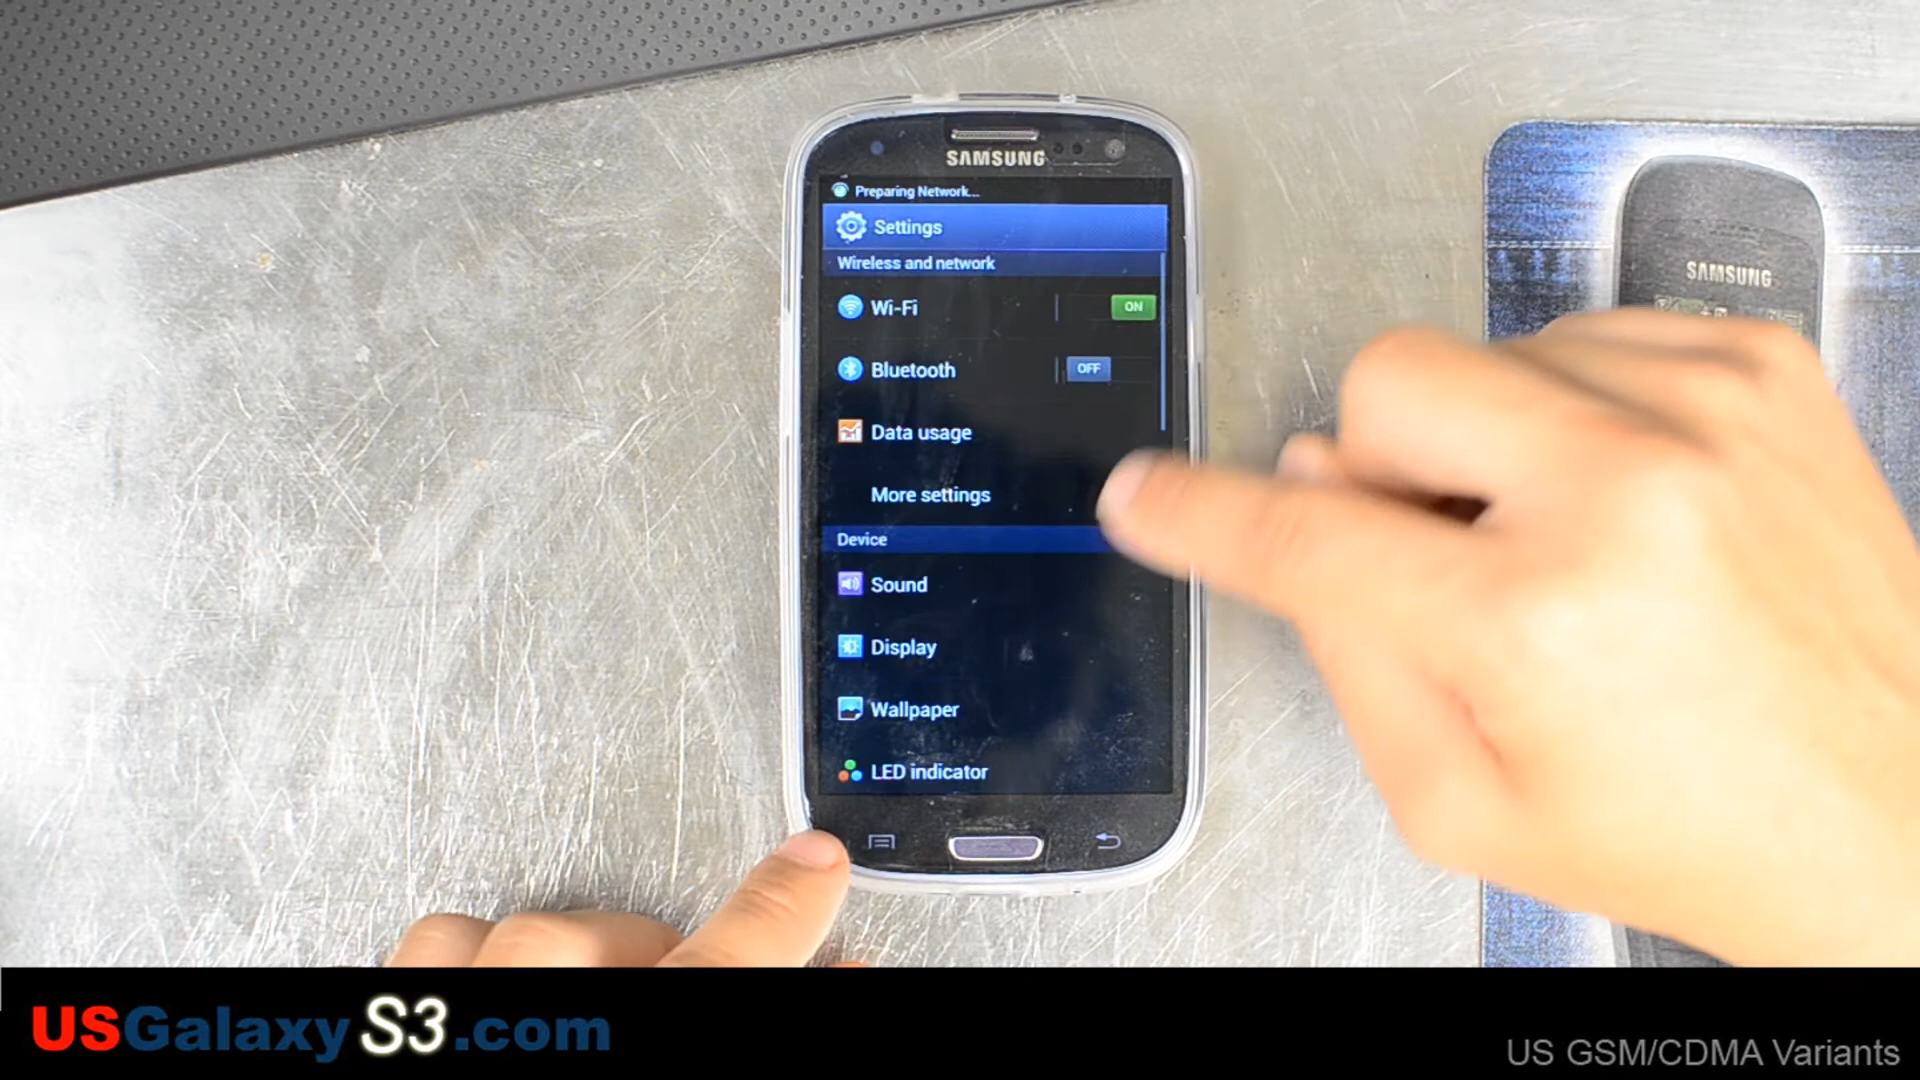 SAMSUNG
Preparing Network...
Settings
Wireless and network
Wi-Fi
ON
Bluetooth
OFF
Data usage
More settings
Device
Sound
Display
Wallpaper
LED indicator
SAMSUNG
USGalaxyS3.com
US GSM/CDMA Variants